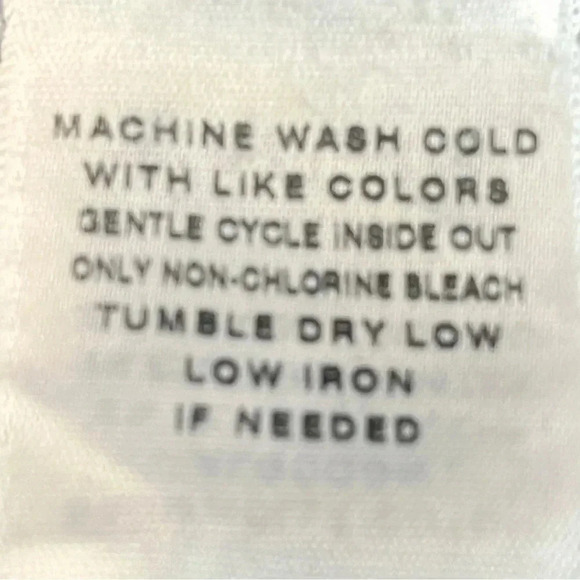 MACHINE WASH COLD
WITH LIKE COLORS
GENTLE CYCLE INSIDE OUT
ONLY NON-CHLORINE BLEACH
TUMBLE DRY LOW
LOW IRON
IF NEEDED